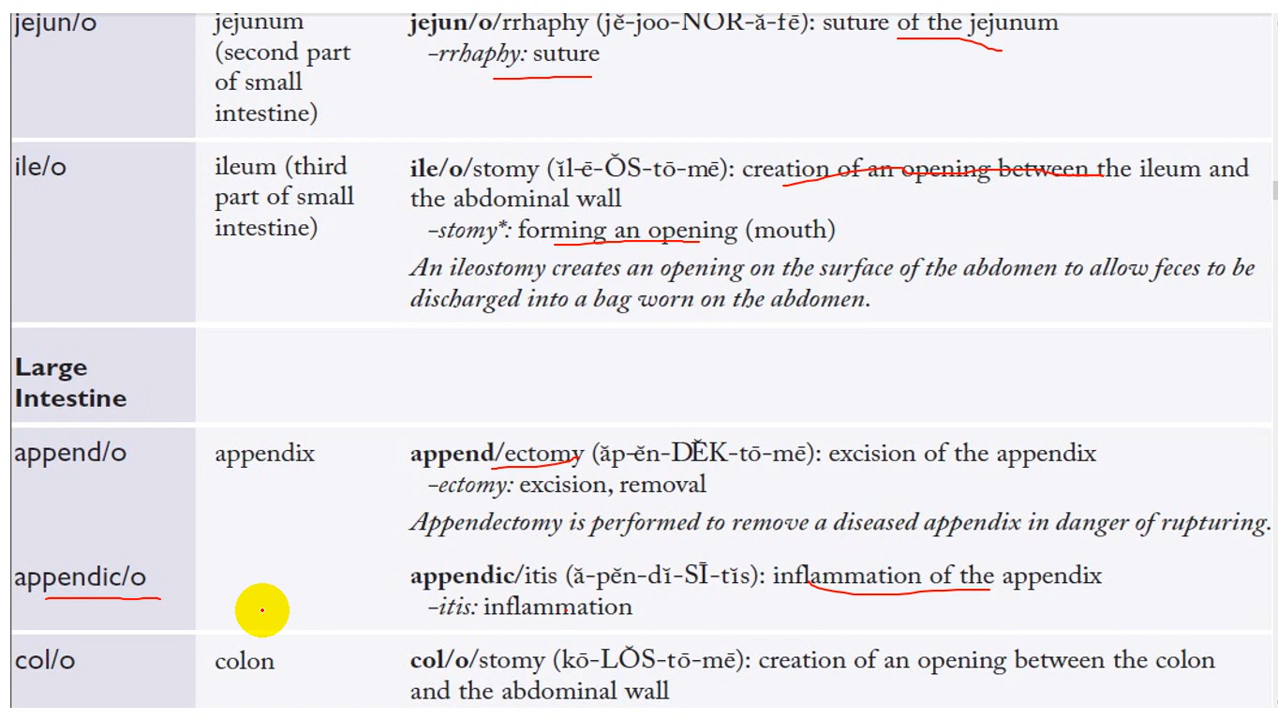 jejun/o
jejunum
(second part
of small
intestine)
jejun/o/rrhaphy (jĕ-joo-NOR-ă-fē): suture of the jejunum
–rrhaphy: suture
ile/o
ileum (third
part of small
intestine)
ile/o/stomy (ĭl-ē-ŎS-tō-mē): creation of an opening between the ileum and
the abdominal wall
–stomy*: forming an opening (mouth)
An ileostomy creates an opening on the surface of the abdomen to allow feces to be
discharged into a bag worn on the abdomen.
Large
Intestine
append/o
appendix
append/ectomy (ăp-ĕn-DĔK-tō-mē): excision of the appendix
–ectomy: excision, removal
Appendectomy is performed to remove a diseased appendix in danger of rupturing.
appendic/o
appendic/itis (ă-pĕn-dĭ-SĪ-tĭs): inflammation of the appendix
–itis: inflammation
col/o
colon
col/o/stomy (kō-LŎS-tō-mē): creation of an opening between the colon
and the abdominal wall